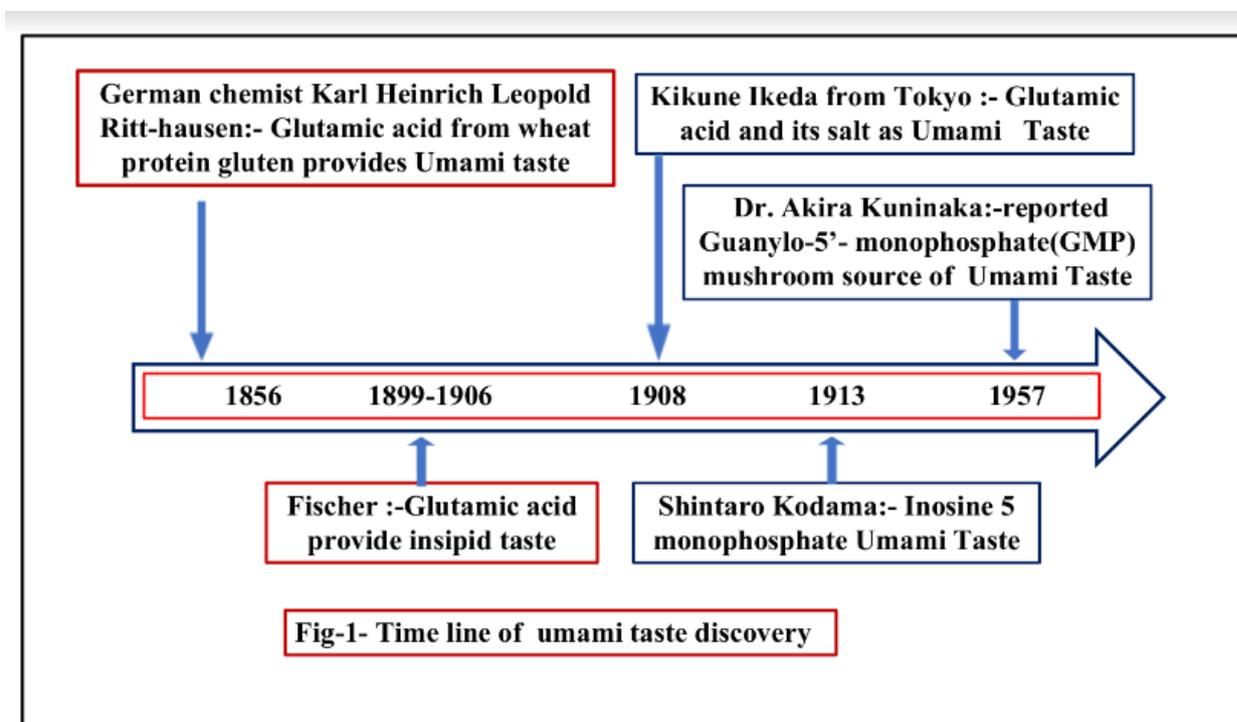 German chemist Karl Heinrich Leopold
Ritt-hausen:- Glutamic acid from wheat
protein gluten provides Umami taste
Kikune Ikeda from Tokyo :- Glutamic
acid and its salt as Umami Taste
Dr. Akira Kuninaka:-reported
Guanylo-5’- monophosphate(GMP)
mushroom source of Umami Taste
1856 1899-1906 1908 1913 1957
Fischer :-Glutamic acid
provide insipid taste
Shintaro Kodama:- Inosine 5
monophosphate Umami Taste
Fig-1- Time line of umami taste discovery